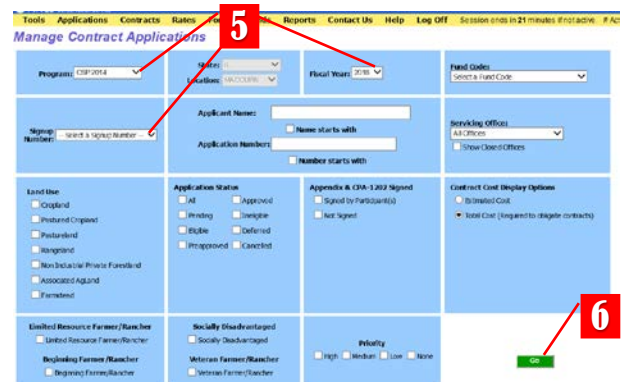 Tools Applications Contracts Rates Reports Contact Us Help Log Off Session ends in 21 minutes if not active.
Manage Contract Applications
5
Program: CSP 2014
State:
Location:
Fiscal Year: 2018
Fund Code:
Select a Fund Code
Signup Number: -- Select a Signup Number --
Applicant Name:
Name starts with
Application Number:
Number starts with
Servicing Office:
All Offices
Show Closed Offices
Land Use
Cropland
Pastured Cropland
Pastureland
Rangeland
Non Industrial Private Forestland
Associated AgLand
Farmstead
Application Status
All Approved
Pending Ineligible
Eligible Deferred
Preapproved Canceled
Appendix & CPA-1202 Signed
Signed by Participant(s)
Not Signed
Contract Cost Display Options
Estimated Cost
Total Cost (Required to obligate contracts)
6
Limited Resource Farmer/Rancher
Limited Resource Farmer/Rancher
Beginning Farmer/Rancher
Beginning Farmer/Rancher
Socially Disadvantaged
Socially Disadvantaged
Veteran Farmer/Rancher
Veteran Farmer/Rancher
Priority
High Medium Low None
Go